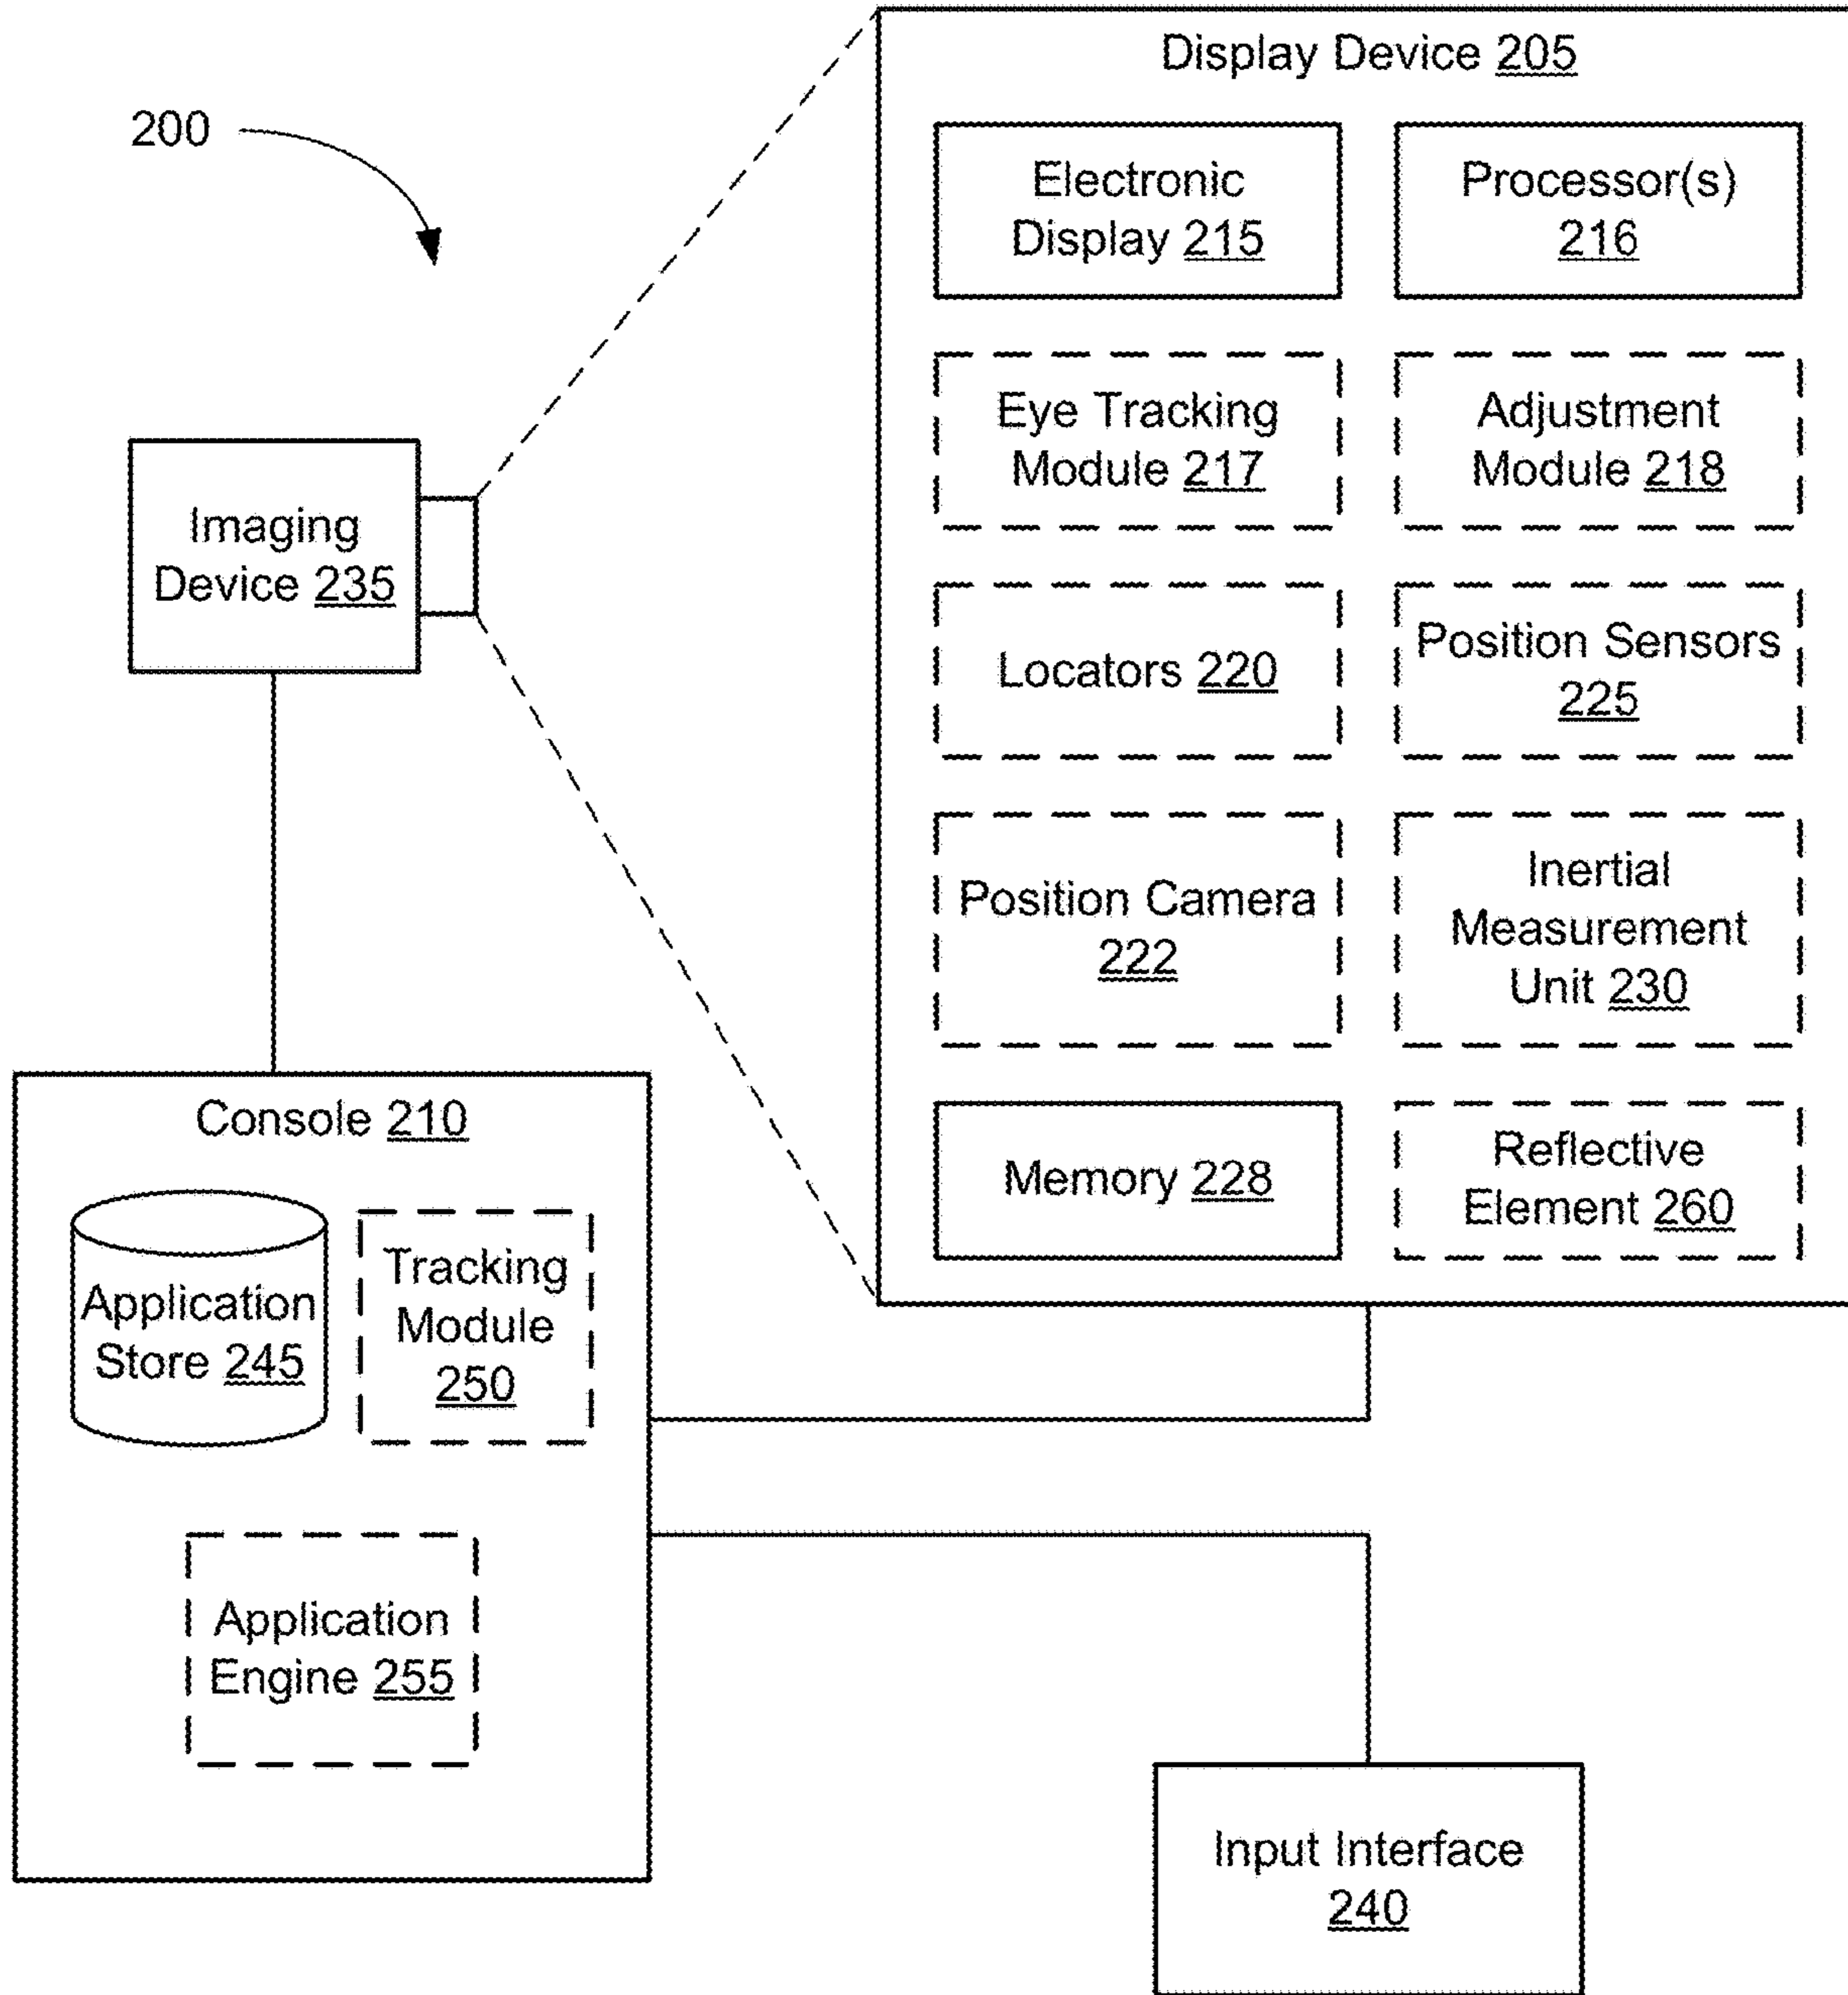 200
Display Device 205
Electronic
Display 215
Processor(s)
216
Eye Tracking
Module 217
Adjustment
Module 218
Imaging
Device 235
Locators 220
Position Sensors
225
Position Camera
222
Inertial
Measurement
Unit 230
Memory 228
Reflective
Element 260
Console 210
Application
Store 245
Tracking
Module
250
Application
Engine 255
Input Interface
240